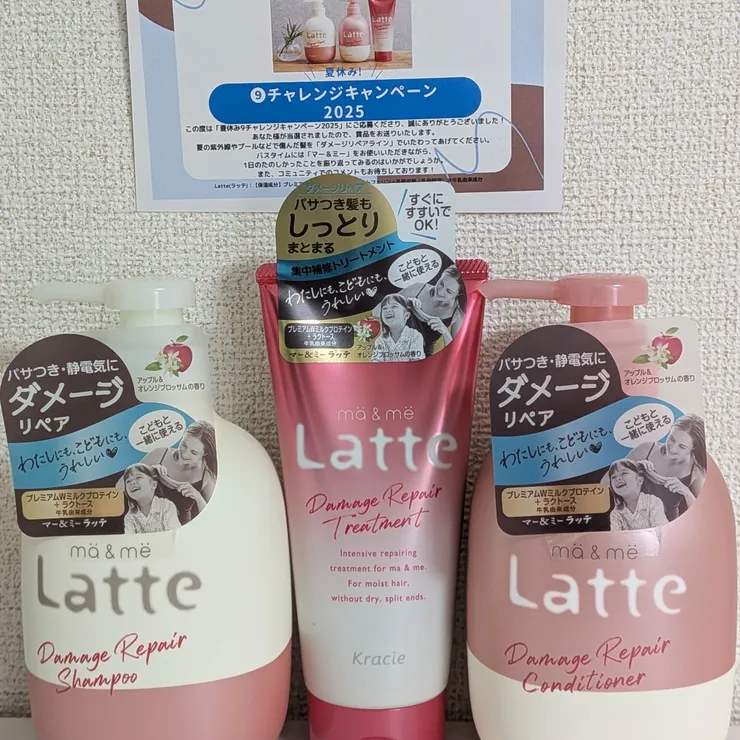 Latte
Latte
夏休み!
❾チャレンジキャンペーン
2025
この度は「夏休み9チャレンジキャンペーン2025」にご応募くださり、誠にありがとうございました!
あなた様が当選されましたので、賞品をお送りいたします。
夏の紫外線やプールなどで傷んだ髪を「ダメージリペアライン」でいたわってあげてください。
バスタイムには「マー&ミー」をお使いいただきながら、
1日のたのしかったことを振り返ってみるのはいかがでしょうか。
また、コミュニティでのコメントもお待ちしております!
Latte(ラッテ):【保湿成分】プレミ
ダメージリペア
パサつき髪も
しっとり
まとまる
集中補修トリートメント
すぐに
すすいで
OK!
わたしにも、こどもにも、
うれしい♥
こどもと
一緒に使える
プレミアムWミルクプロテイン
+ラクトース
牛乳由来成分
マー&ミー ラッテ
アップル&
オレンジブロッサムの香り
mä & më
Latte
Damage Repair
Treatment
Intensive repairing
treatment for ma & me.
For moist hair,
without dry, split ends.
Kracie
パサつき・静電気に
ダメージ
リペア
アップル&
オレンジブロッサムの香り
わたしにも、こどもにも、
うれしい♥
こどもと
一緒に使える
プレミアムWミルクプロテイン
+ラクトース
牛乳由来成分
マー&ミー ラッテ
mä & më
Latte
Damage Repair
Shampoo
パサつき・静電気に
ダメージ
リペア
アップル&
オレンジブロッサムの香り
わたしにも、こどもにも、
うれしい♥
こどもと
一緒に使える
プレミアムWミルクプロテイン
+ラクトース
牛乳由来成分
マー&ミー ラッテ
mä & më
Latte
Damage Repair
Conditioner